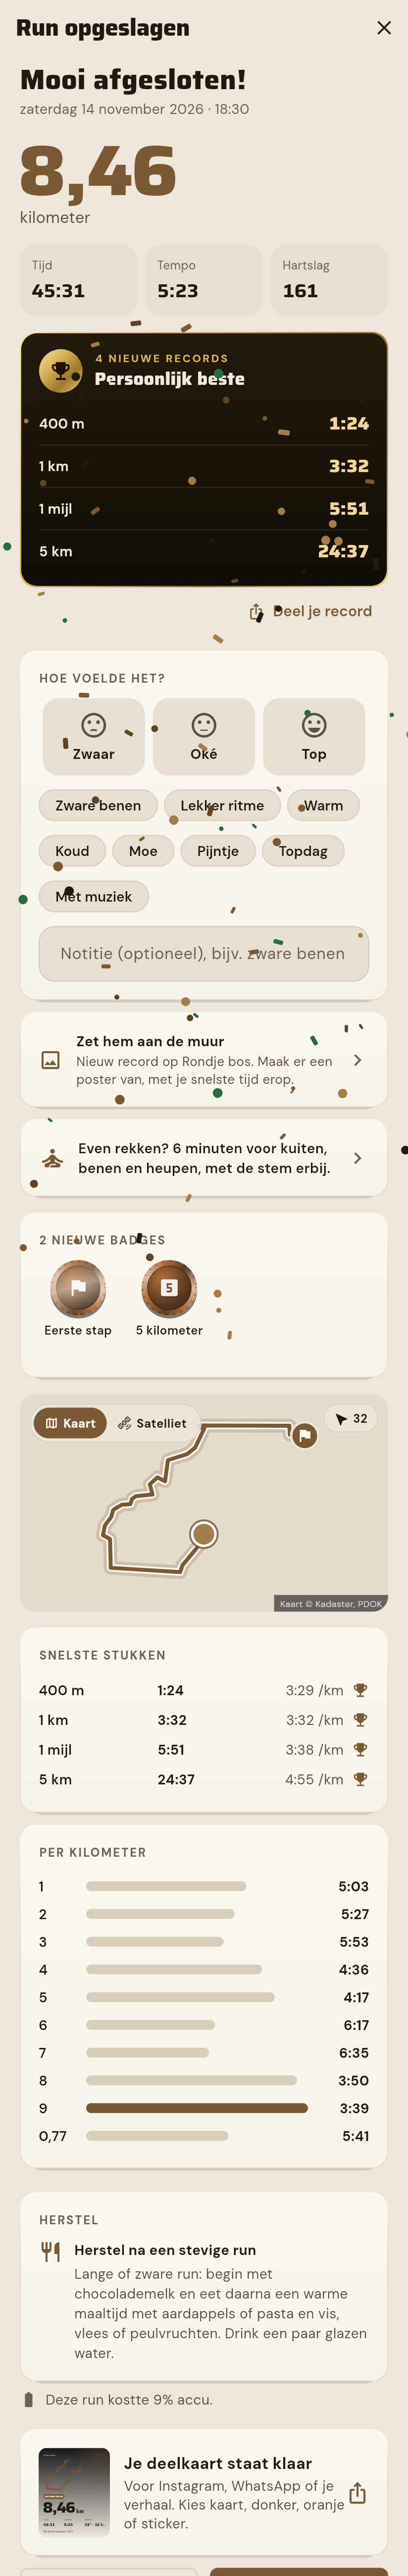 Run opgeslagen
Mooi afgesloten!
zaterdag 14 november 2026 · 18:30
8,46
kilometer
Tijd
45:31
Tempo
5:23
Hartslag
161
4 NIEUWE RECORDS
Persoonlijk beste
400 m 1:24
1 km 3:32
1 mijl 5:51
5 km 24:37
Deel je record
HOE VOELDE HET?
Zwaar
Oké
Top
Zware benen
Lekker ritme
Warm
Koud
Moe
Pijntje
Topdag
Met muziek
Notitie (optioneel), bijv. zware benen
Zet hem aan de muur
Nieuw record op Rondje bos. Maak er een
poster van, met je snelste tijd erop.
Even rekken? 6 minuten voor kuiten,
benen en heupen, met de stem erbij.
2 NIEUWE BADGES
5
Eerste stap
5 kilometer
Kaart
Satelliet
32
Kaart © Kadaster, PDOK
SNELSTE STUKKEN
400 m 1:24 3:29 /km
1 km 3:32 3:32 /km
1 mijl 5:51 3:38 /km
5 km 24:37 4:55 /km
PER KILOMETER
1 5:03
2 5:27
3 5:53
4 4:36
5 4:17
6 6:17
7 6:35
8 3:50
9 3:39
0,77 5:41
HERSTEL
Herstel na een stevige run
Lange of zware run: begin met
chocolademelk en eet daarna een warme
maaltijd met aardappels of pasta en vis,
vlees of peulvruchten. Drink een paar glazen
water.
Deze run kostte 9% accu.
8,46 km
Je deelkaart staat klaar
Voor Instagram, WhatsApp of je
verhaal. Kies kaart, donker, oranje
of sticker.